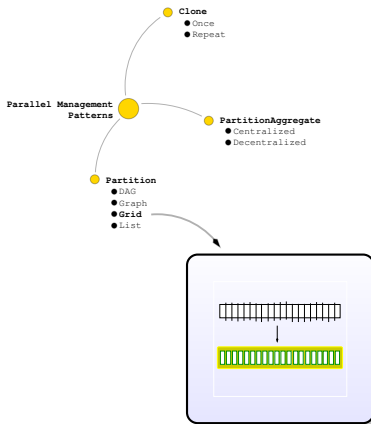 Clone
Once
Repeat
Parallel Management
Patterns
PartitionAggregate
Centralized
Decentralized
Partition
DAG
Graph
Grid
List